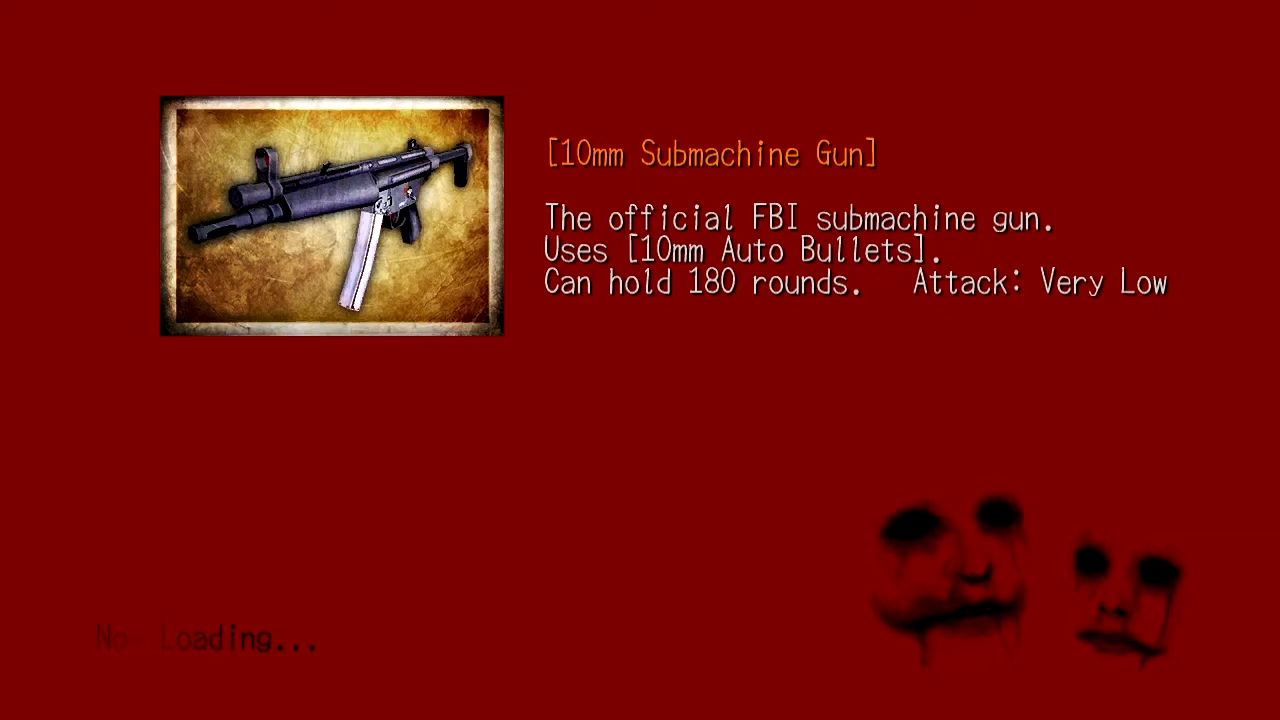 [10mm Submachine Gun]
The official FBI submachine gun.
Uses [10mm Auto Bullets].
Can hold 180 rounds.   Attack: Very Low
Now Loading...